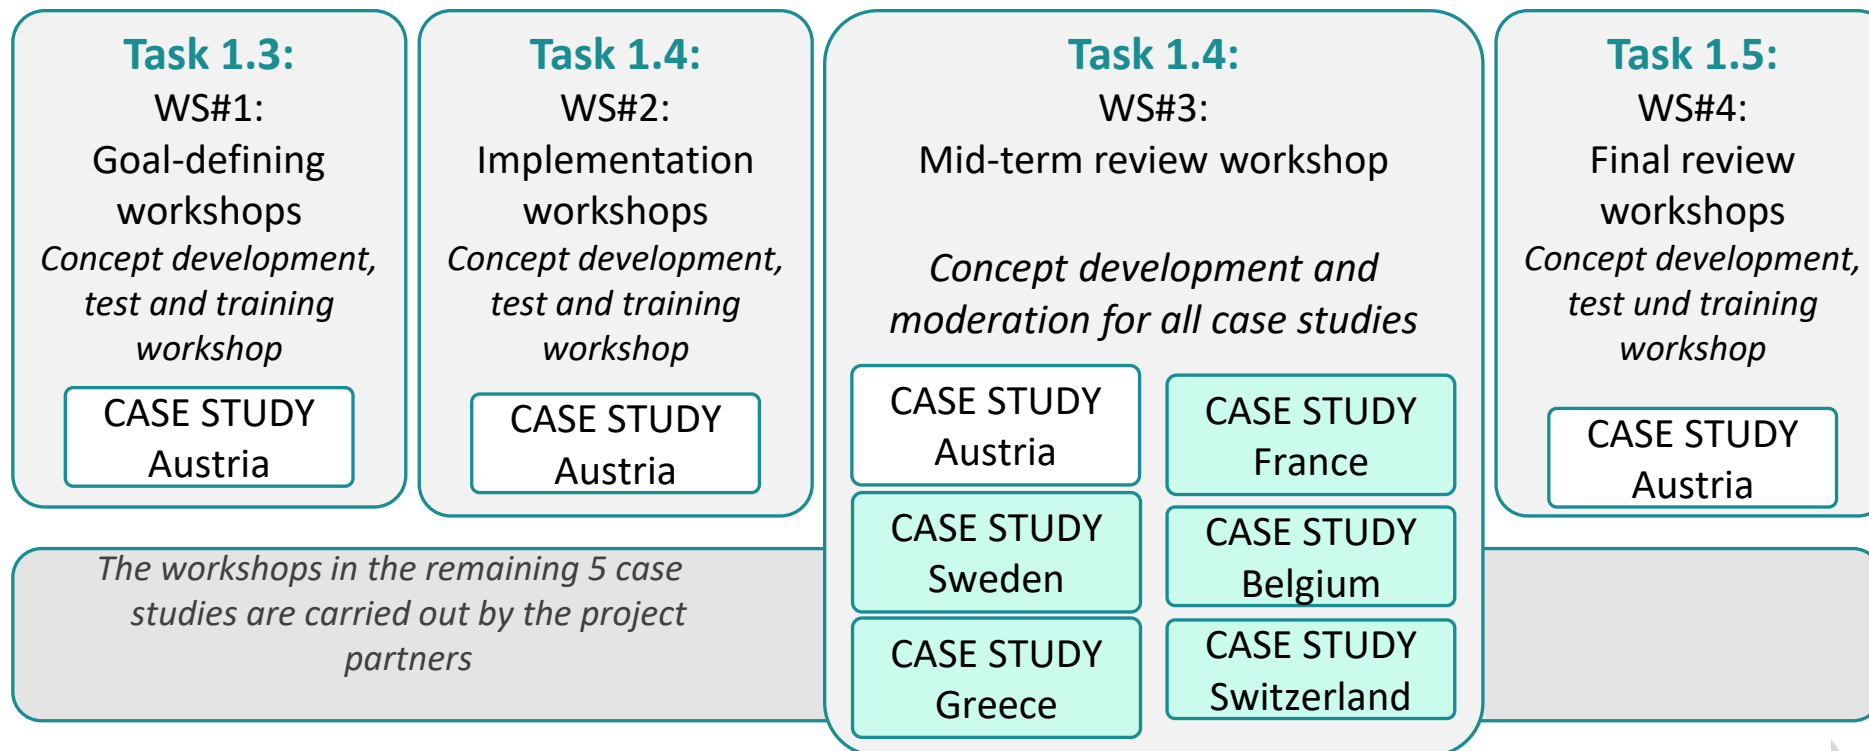 Task 1.3:
WS#1:
Goal-defining
workshops
Concept development,
test and training
workshop
CASE STUDY
Austria
Task 1.4:
WS#2:
Implementation
workshops
Concept development,
test and training
workshop
CASE STUDY
Austria
Task 1.4:
WS#3:
Mid-term review workshop
Concept development and
moderation for all case studies
CASE STUDY
Austria
CASE STUDY
France
CASE STUDY
Sweden
CASE STUDY
Belgium
CASE STUDY
Greece
CASE STUDY
Switzerland
Task 1.5:
WS#4:
Final review
workshops
Concept development,
test und training
workshop
CASE STUDY
Austria
The workshops in the remaining 5 case
studies are carried out by the project
partners